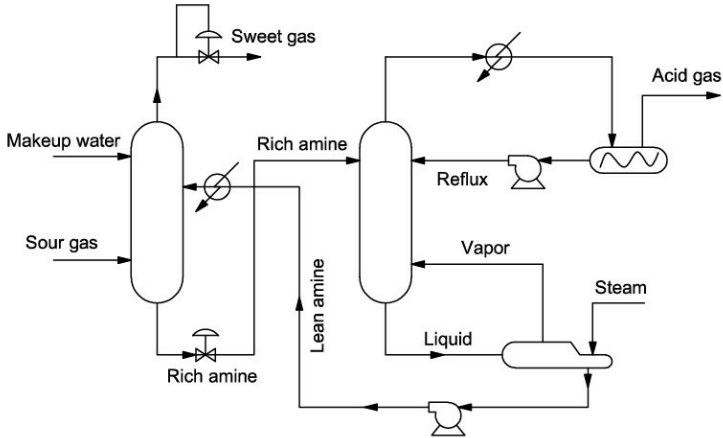 Sweet gas
Acid gas
Makeup water
Rich amine
Reflux
Sour gas
Vapor
Steam
Lean amine
Liquid
Rich amine